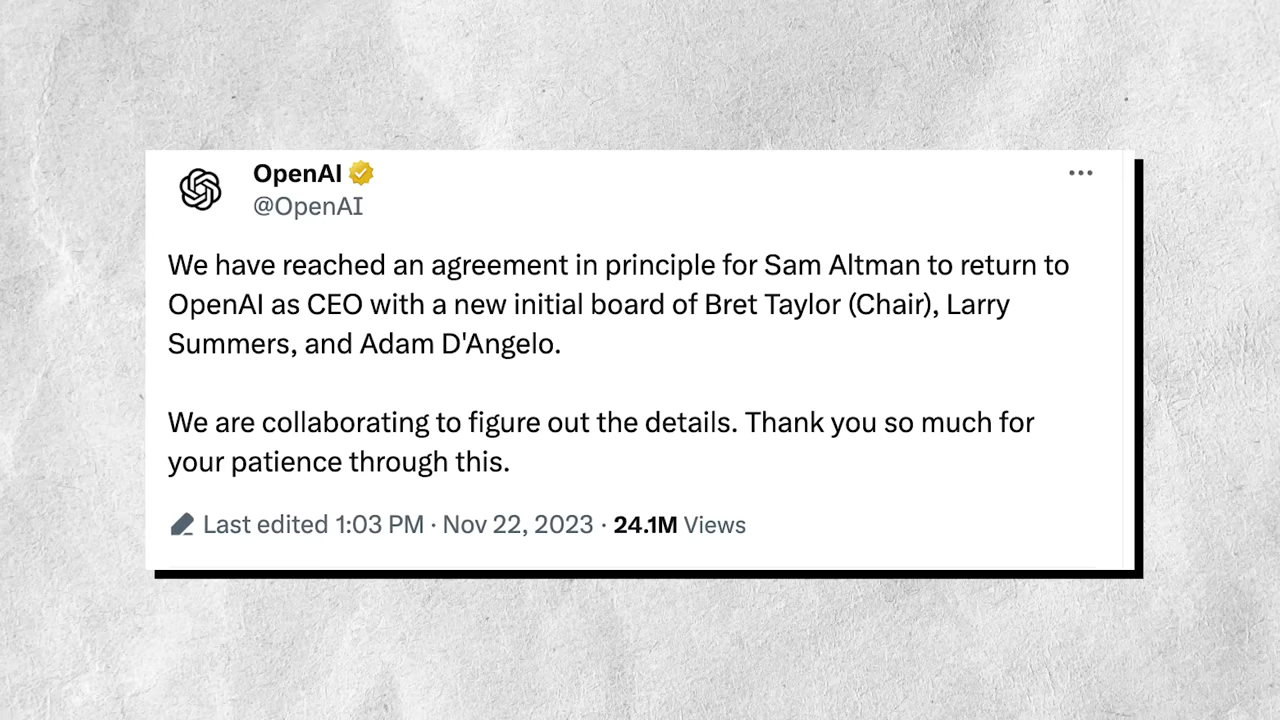 OpenAI
@OpenAI
We have reached an agreement in principle for Sam Altman to return to
OpenAI as CEO with a new initial board of Bret Taylor (Chair), Larry
Summers, and Adam D'Angelo.
We are collaborating to figure out the details. Thank you so much for
your patience through this.
Last edited 1:03 PM · Nov 22, 2023 · 24.1M Views